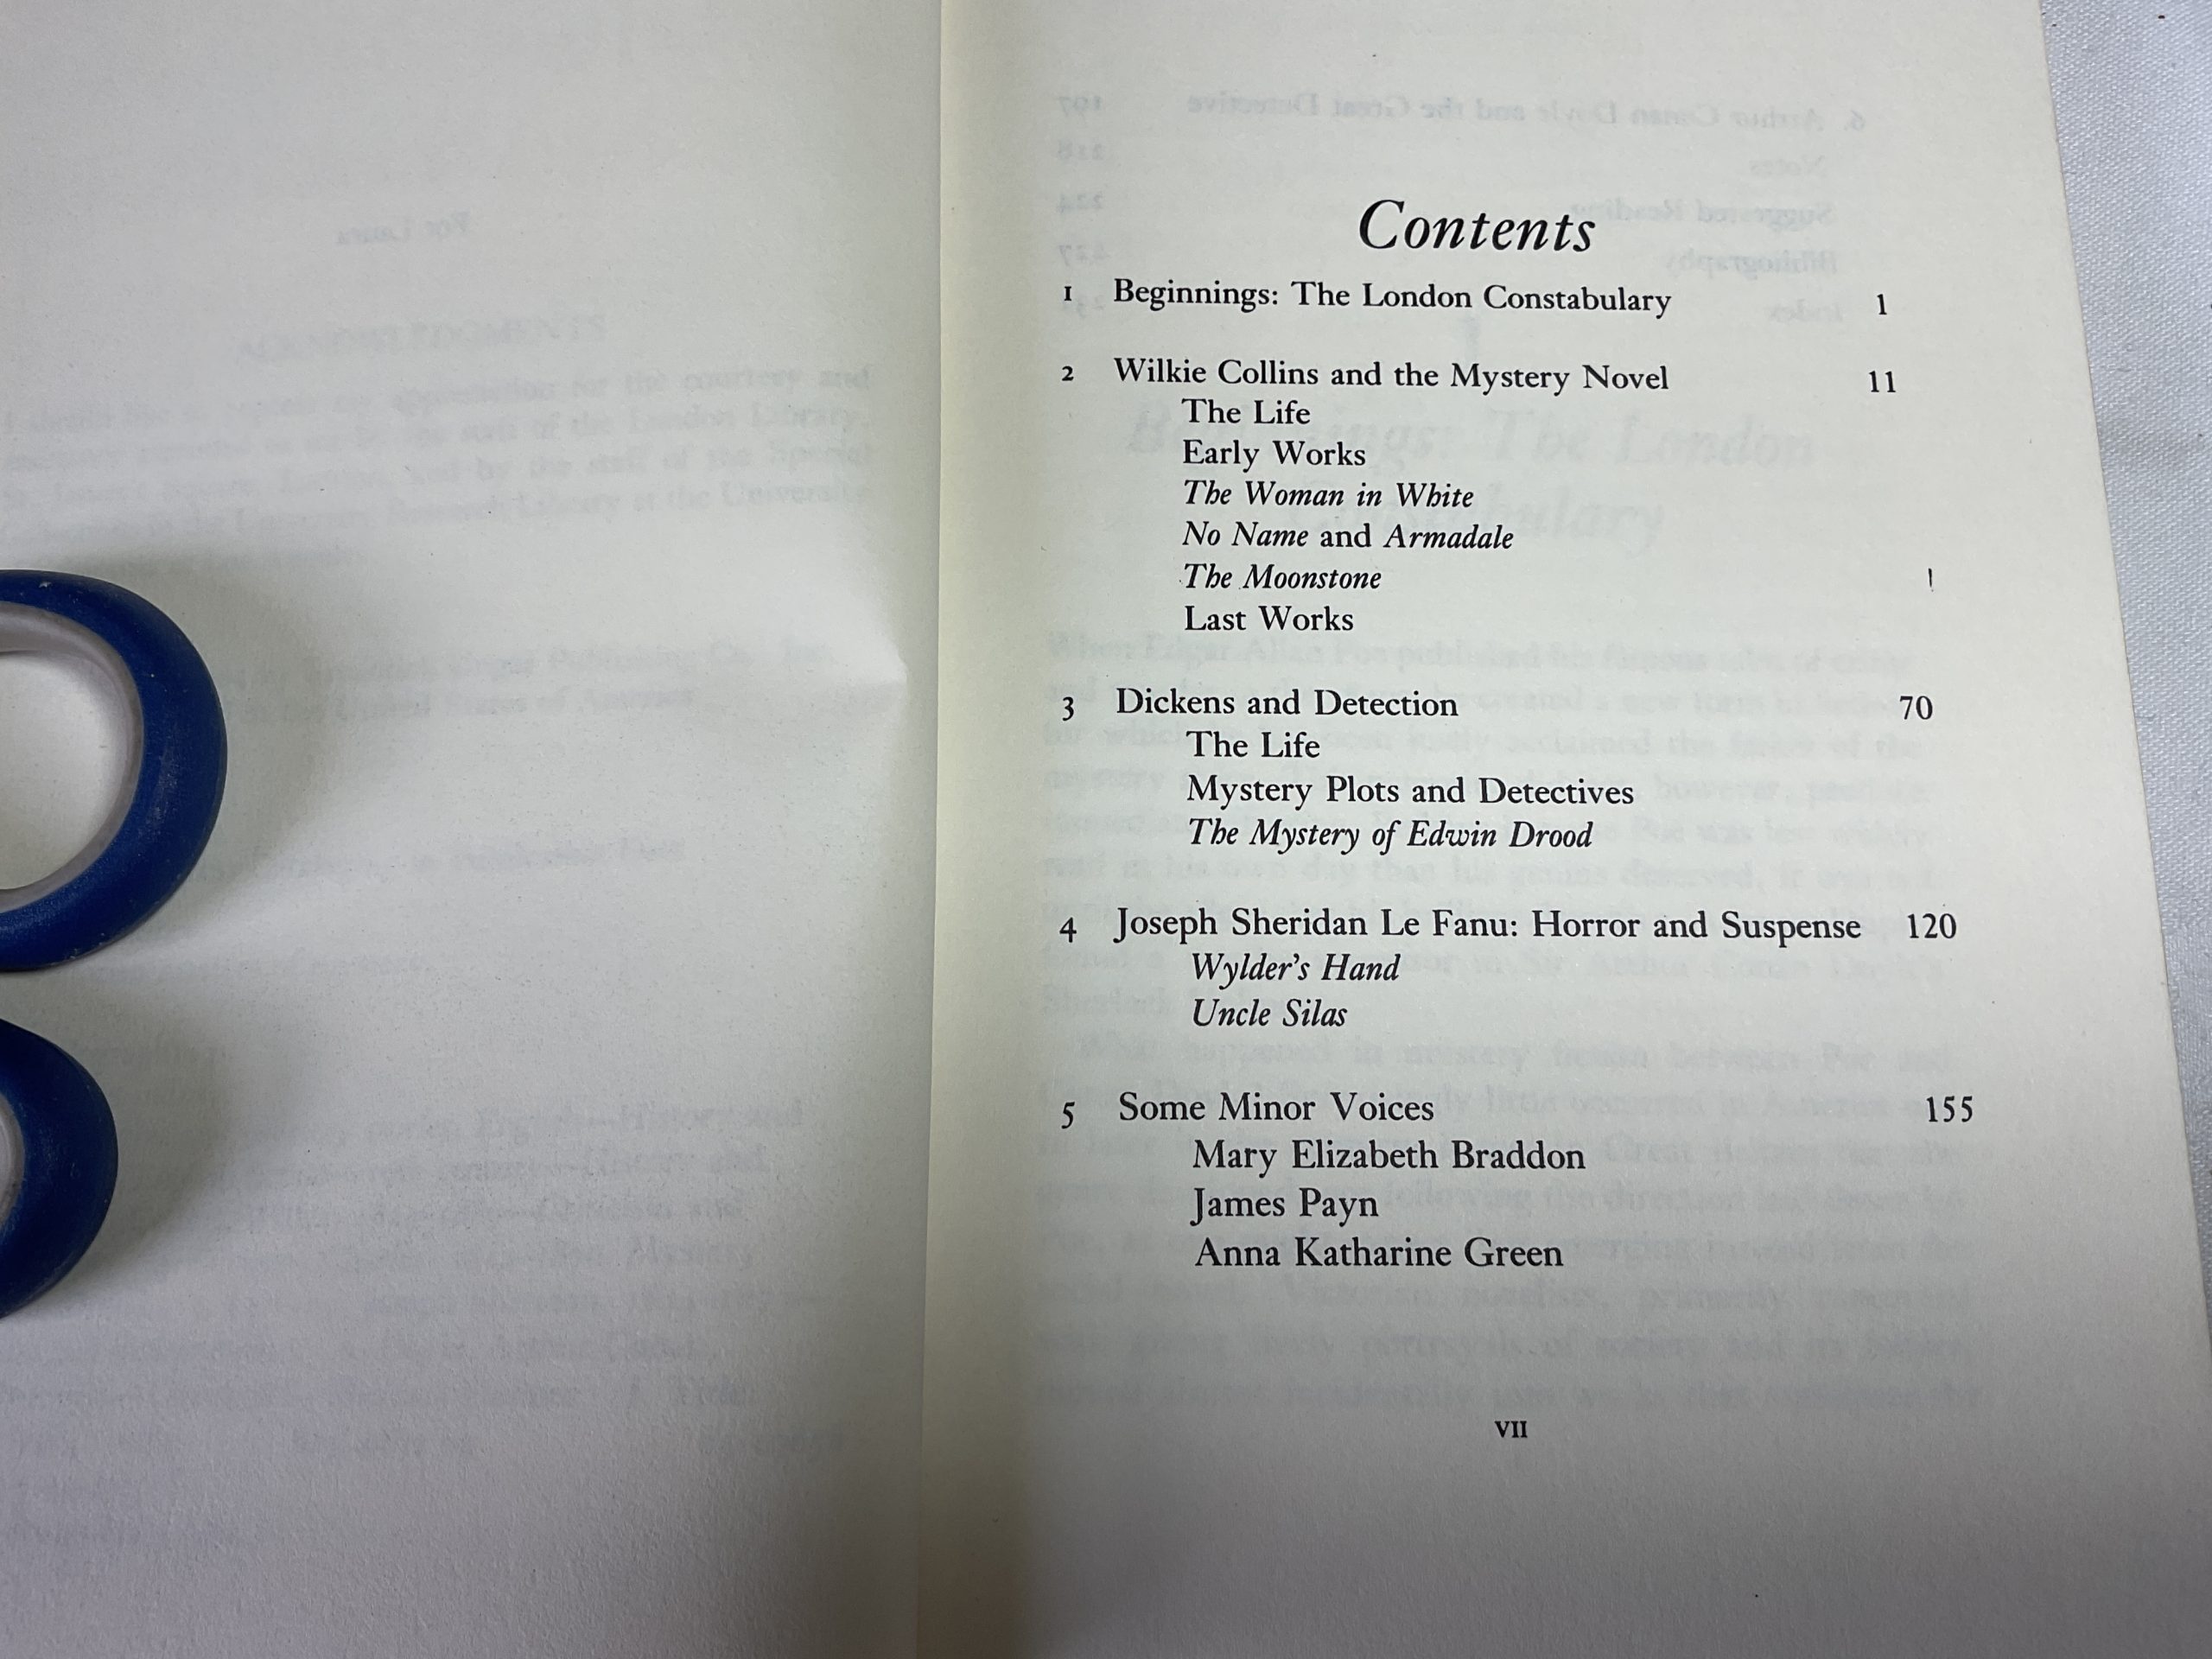 Contents
1 Beginnings: The London Constabulary 1
2 Wilkie Collins and the Mystery Novel 11
The Life
Early Works
The Woman in White
No Name and Armadale
The Moonstone
Last Works
3 Dickens and Detection 70
The Life
Mystery Plots and Detectives
The Mystery of Edwin Drood
4 Joseph Sheridan Le Fanu: Horror and Suspense 120
Wylder's Hand
Uncle Silas
5 Some Minor Voices 155
Mary Elizabeth Braddon
James Payn
Anna Katharine Green
VII